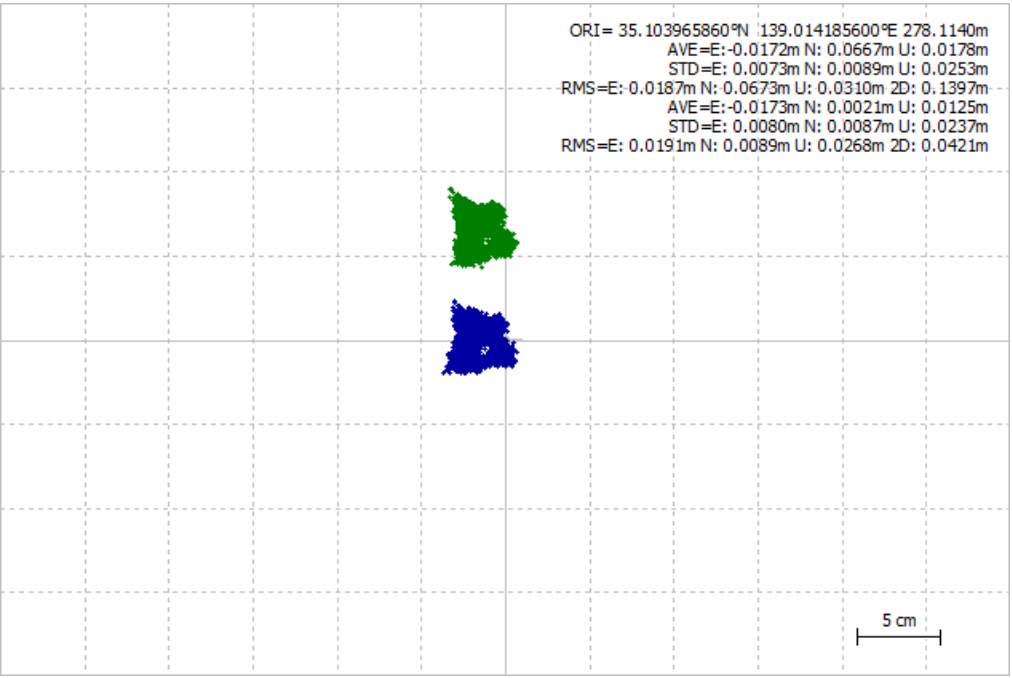 ORI= 35.103965860°N 139.014185600°E 278.1140m
AVE=E:-0.0172m N: 0.0667m U: 0.0178m
STD=E: 0.0073m N: 0.0089m U: 0.0253m
RMS=E: 0.0187m N: 0.0673m U: 0.0310m 2D: 0.1397m
AVE=E:-0.0173m N: 0.0021m U: 0.0125m
STD=E: 0.0080m N: 0.0087m U: 0.0237m
RMS=E: 0.0191m N: 0.0089m U: 0.0268m 2D: 0.0421m
5 cm